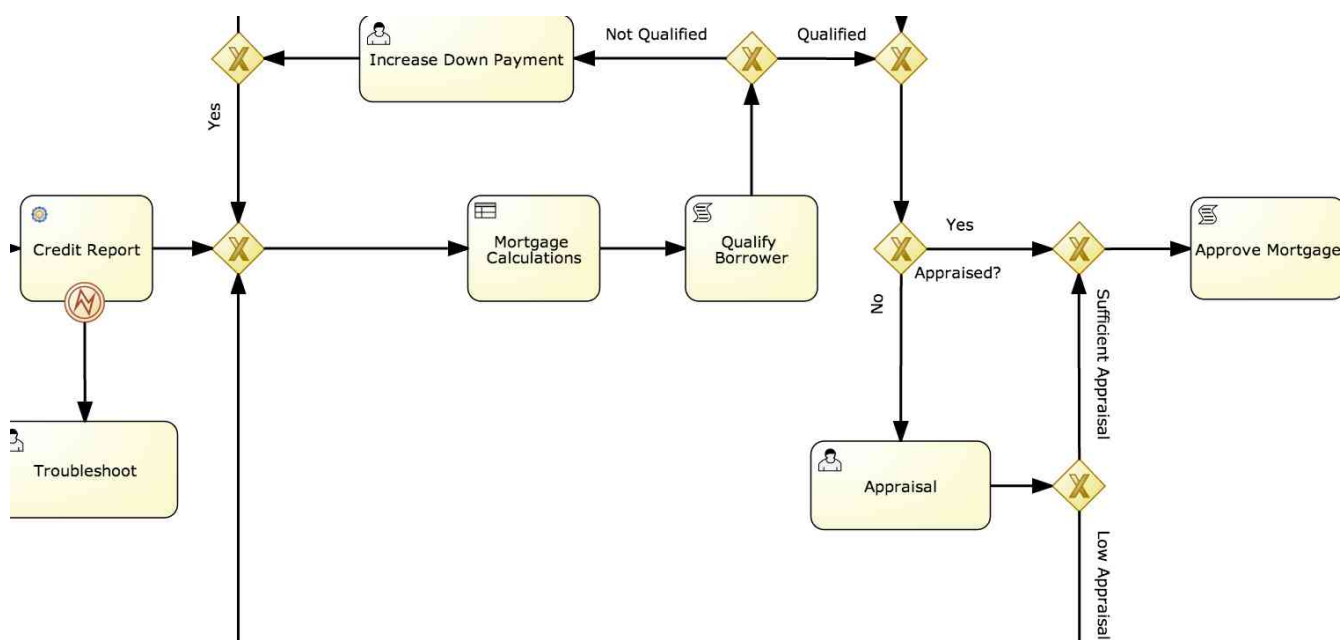 Not Qualified
Qualified
Increase Down Payment
Yes
Credit Report
Mortgage
Calculations
Qualify
Borrower
Yes
Appraised?
Approve Mortgage
No
Sufficient Appraisal
Troubleshoot
Appraisal
Low Appraisal